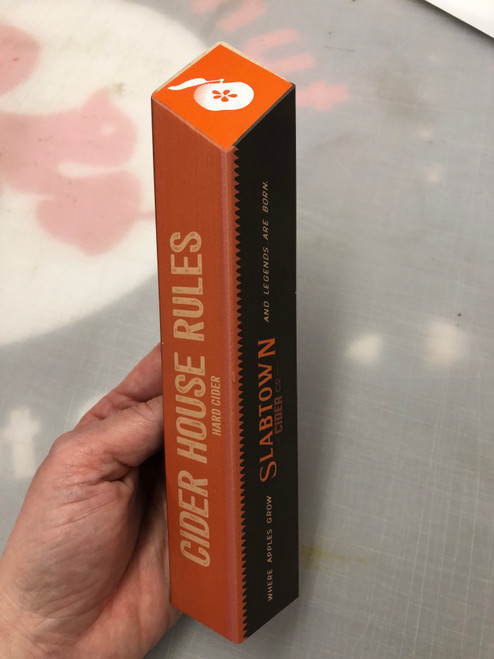 CIDER HOUSE RULES
HARD CIDER
WHERE APPLES GROW
SLABTOWN
CIDER CO
AND LEGENDS ARE BORN.